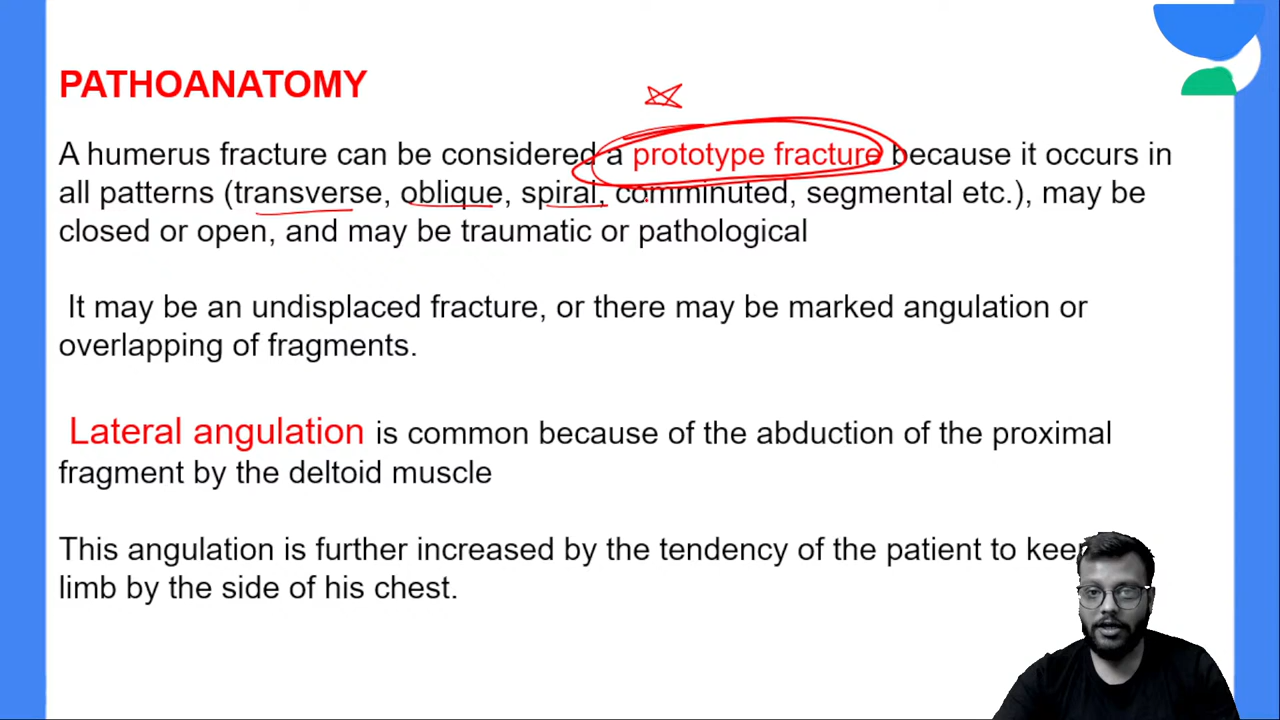 PATHOANATOMY
A humerus fracture can be considered a prototype fracture because it occurs in
all patterns (transverse, oblique, spiral, comminuted, segmental etc.), may be
closed or open, and may be traumatic or pathological
It may be an undisplaced fracture, or there may be marked angulation or
overlapping of fragments.
Lateral angulation is common because of the abduction of the proximal
fragment by the deltoid muscle
This angulation is further increased by the tendency of the patient to keep
limb by the side of his chest.